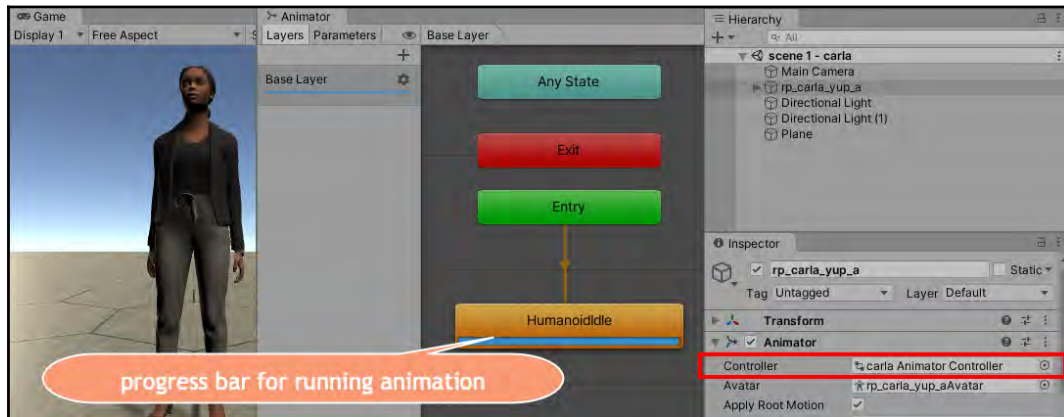 Game
Display 1 Free Aspect
Animator
Layers Parameters
Base Layer
Base Layer
Any State
Exit
Entry
HumanoidIdle
progress bar for running animation
Hierarchy
All
scene 1 - carla
Main Camera
rp_carla_yup_a
Directional Light
Directional Light (1)
Plane
Inspector
rp_carla_yup_a Static
Tag Untagged Layer Default
Transform
Animator
Controller carla Animator Controller
Avatar rp_carla_yup_aAvatar
Apply Root Motion